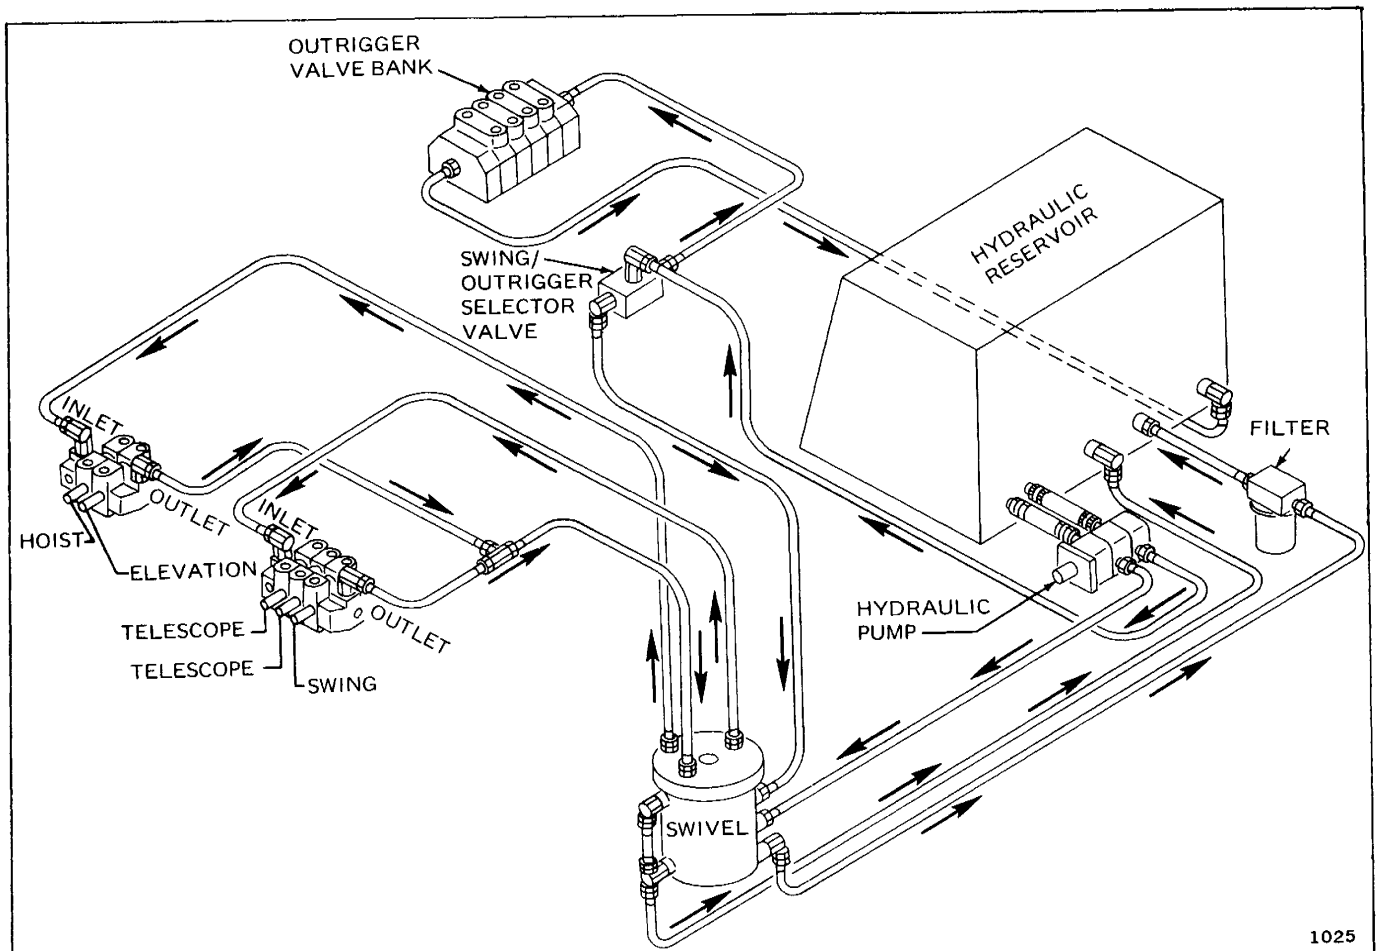 OUTRIGGER
VALVE BANK
HYDRAULIC
RESERVOIR
SWING/
OUTRIGGER
SELECTOR
VALVE
INLET
OUTLET
FILTER
HOIST
ELEVATION
INLET
OUTLET
TELESCOPE
TELESCOPE
SWING
HYDRAULIC
PUMP
SWIVEL
1025